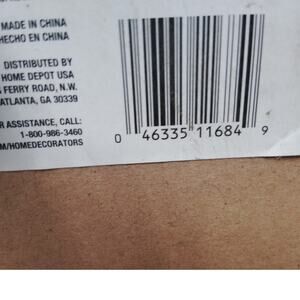 MADE IN CHINA
HECHO EN CHINA
DISTRIBUTED BY
HOME DEPOT USA
FERRY ROAD, N.W.
ATLANTA, GA 30339
ASSISTANCE, CALL:
1-800-986-3460
M/HOMEDECORATORS
0 46335 11684 9